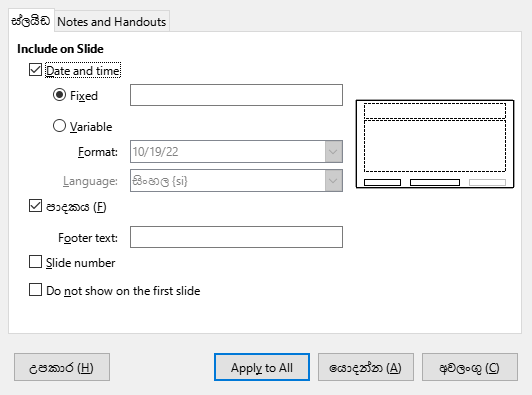 ස්ලයිඩ Notes and Handouts
Include on Slide
Date and time
Fixed
Variable
Format: 10/19/22
Language: සිංහල {si}
පාදකය (F)
Footer text:
Slide number
Do not show on the first slide
උපකාර (H) Apply to All යොදන්න (A) අවලංගු (C)